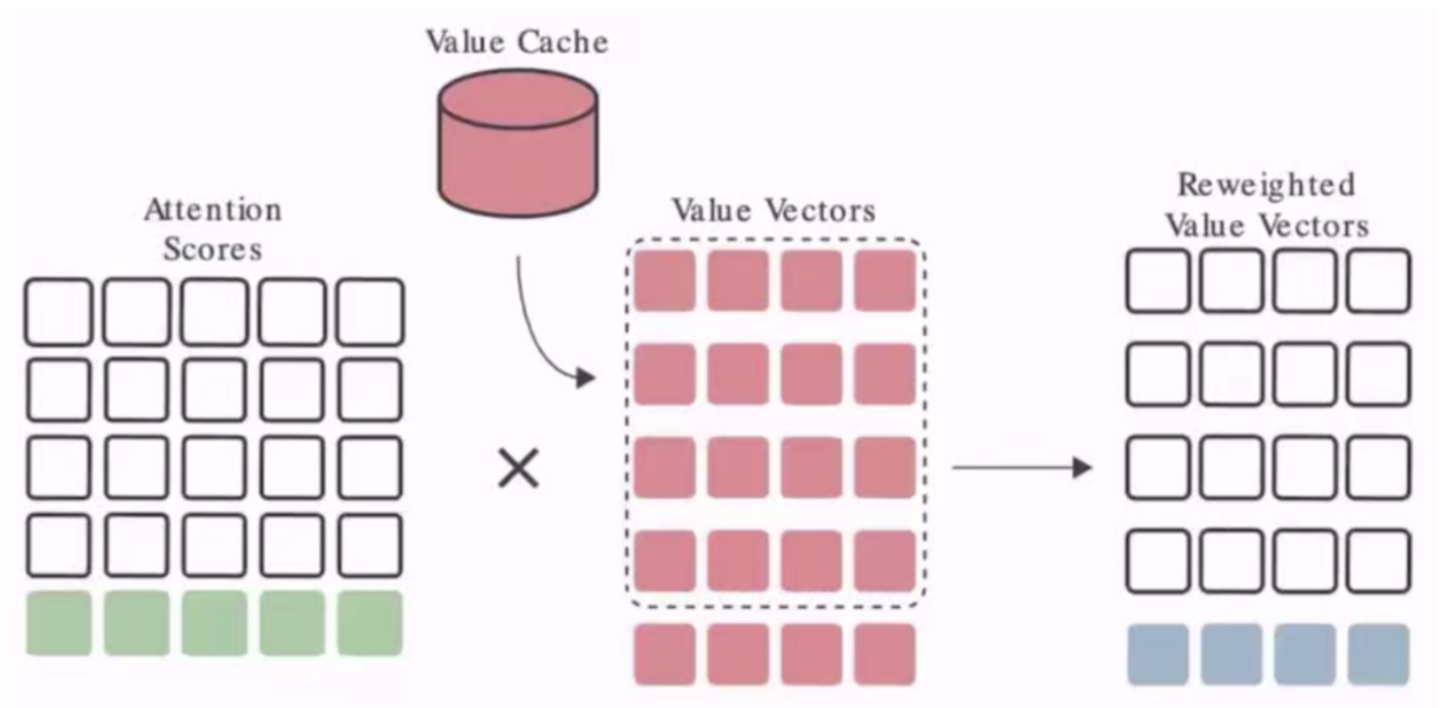 Value Cache
Attention
Scores
Value Vectors
Reweighted
Value Vectors